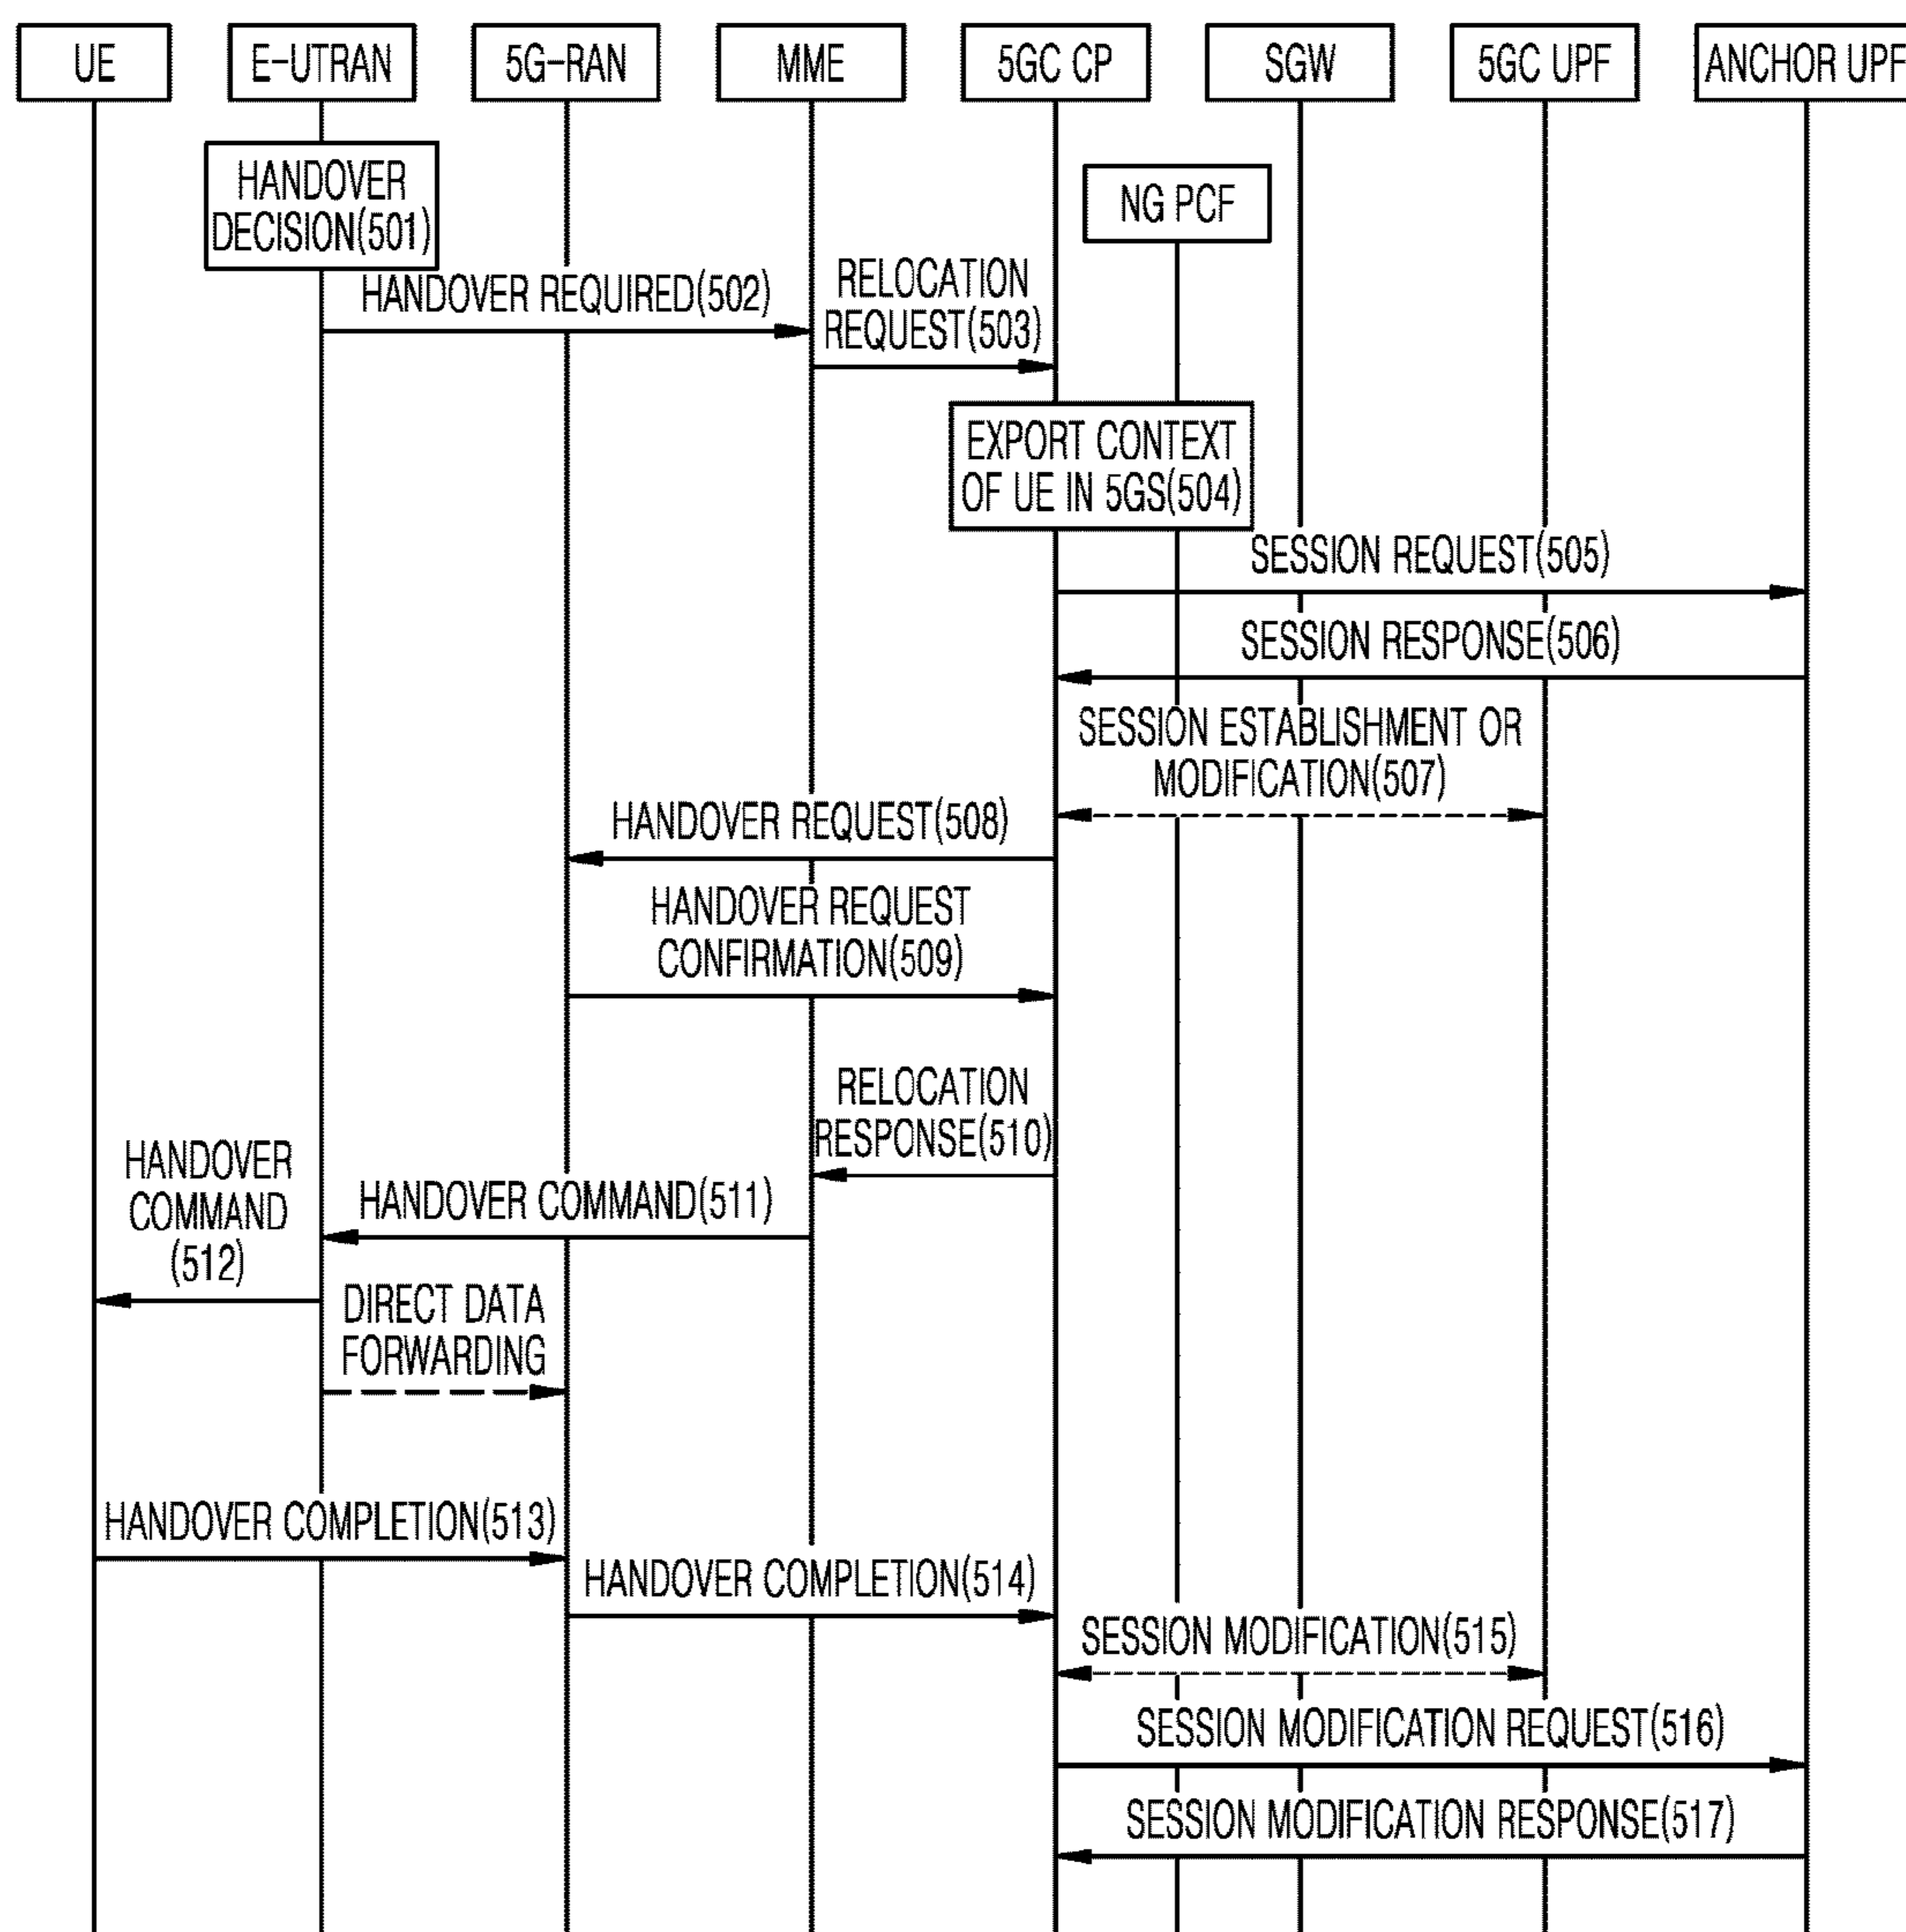 UE
E-UTRAN
5G-RAN
MME
5GC CP
SGW
5GC UPF
ANCHOR UPF
HANDOVER
DECISION(501)
NG PCF
HANDOVER REQUIRED(502)
RELOCATION
REQUEST(503)
EXPORT CONTEXT
OF UE IN 5GS(504)
SESSION REQUEST(505)
SESSION RESPONSE(506)
SESSION ESTABLISHMENT OR
MODIFICATION(507)
HANDOVER REQUEST(508)
HANDOVER REQUEST
CONFIRMATION(509)
RELOCATION
RESPONSE(510)
HANDOVER COMMAND(511)
HANDOVER
COMMAND
(512)
DIRECT DATA
FORWARDING
HANDOVER COMPLETION(513)
HANDOVER COMPLETION(514)
SESSION MODIFICATION(515)
SESSION MODIFICATION REQUEST(516)
SESSION MODIFICATION RESPONSE(517)